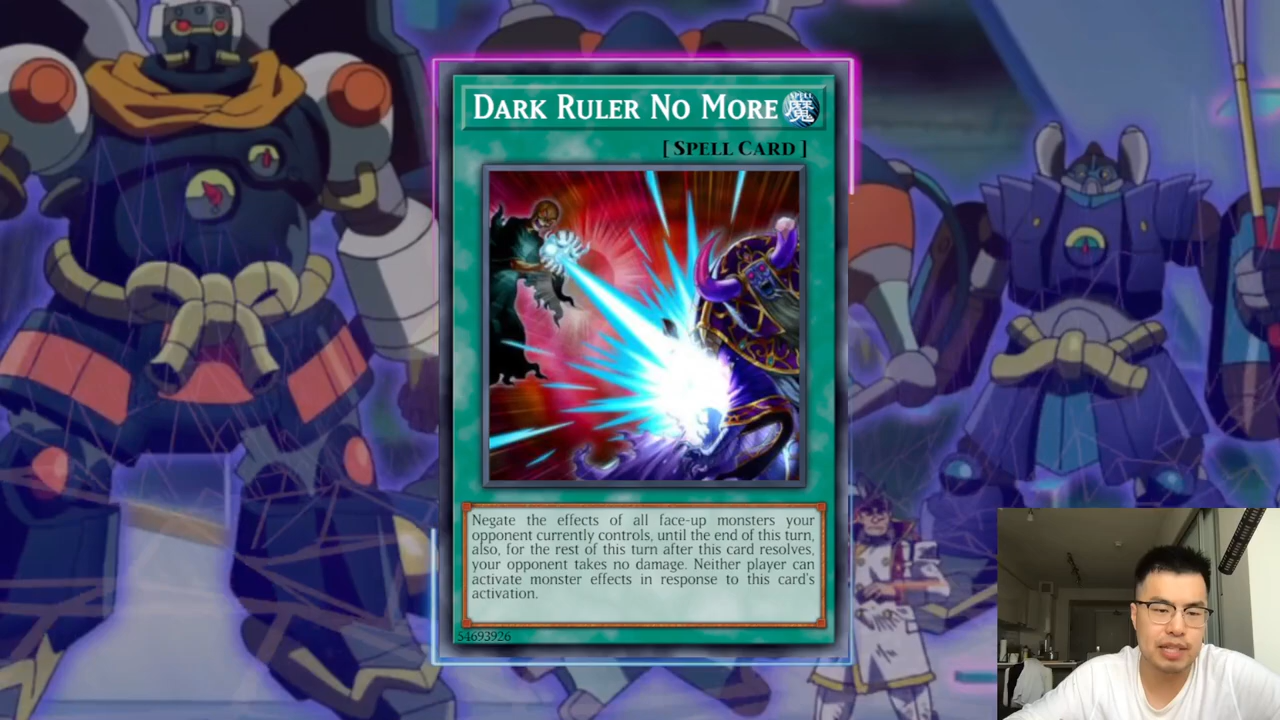 DARK RULER NO MORE 魔
[ SPELL CARD ]
Negate the effects of all face-up monsters your
opponent currently controls, until the end of this turn,
also, for the rest of this turn after this card resolves,
your opponent takes no damage. Neither player can
activate monster effects in response to this card's
activation.
54693926